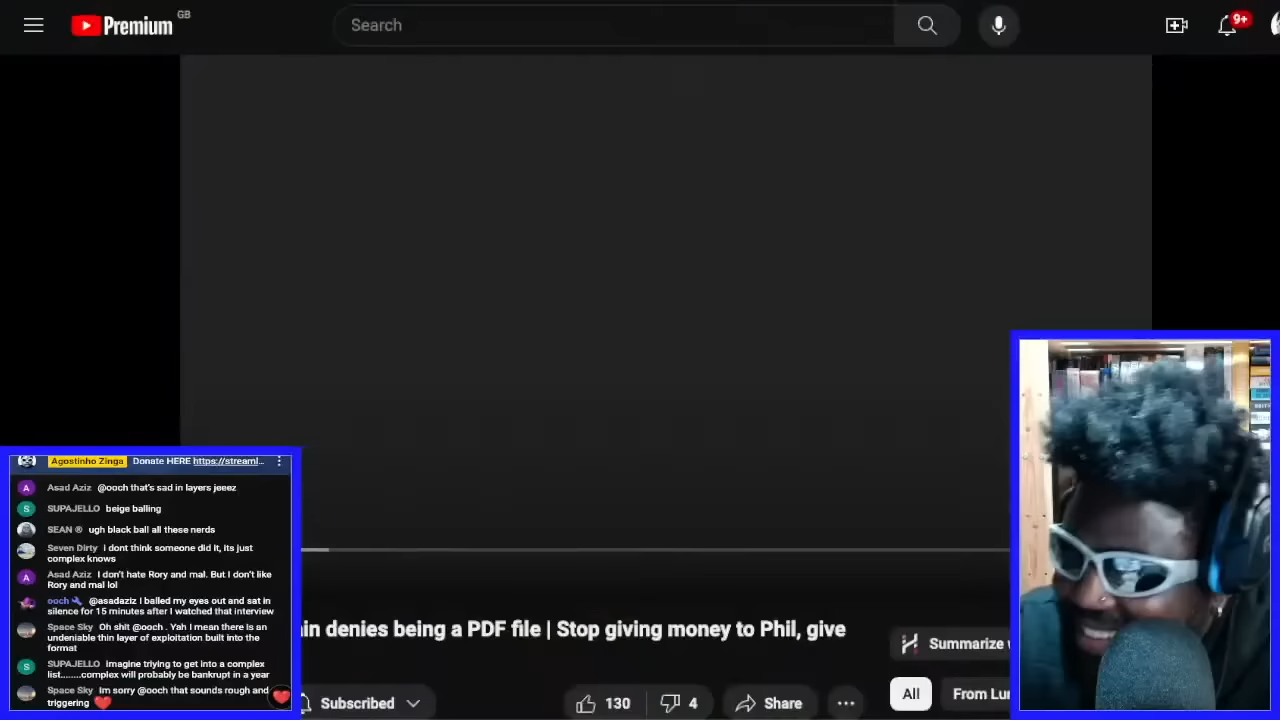 Premium
GB
Search
9+
Agostinho Zinga Donate HERE https://streaml...
Asad Aziz @ooch that's sad in layers jeeez
SUPAJELLO beige balling
SEAN ® ugh black ball all these nerds
Seven Dirty i dont think someone did it, its just
complex knows
Asad Aziz I don't hate Rory and mal. But I don't like
Rory and mal lol
ooch @asadaziz I balled my eyes out and sat in
silence for 15 minutes after I watched that interview
Space Sky Oh shit @ooch . Yah I mean there is an
undeniable thin layer of exploitation built into the
format
SUPAJELLO imagine triying to get into a complex
list........complex will probably be bankrupt in a year
Space Sky Im sorry @ooch that sounds rough and
triggering
in denies being a PDF file | Stop giving money to Phil, give
Summarize
Subscribed
130
4
Share
All
From Lu